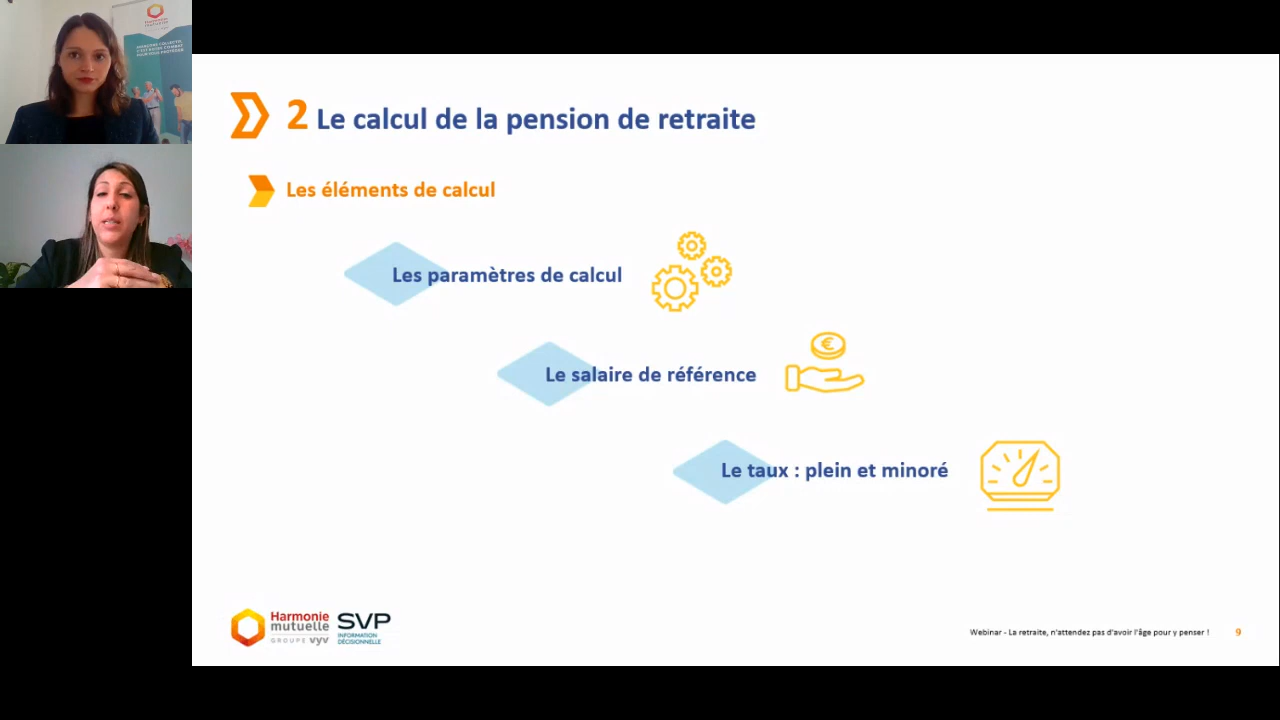 harmonie
mutuelle
2 Le calcul de la pension de retraite
Les éléments de calcul
Les paramètres de calcul
€
Le salaire de référence
Le taux : plein et minoré
Harmonie
mutuelle
GROUPE vyv
SVP
INFORMATION
DÉCISIONNELLE
Webinar - La retraite, n'attendez pas d'avoir l'âge pour y penser ! 9